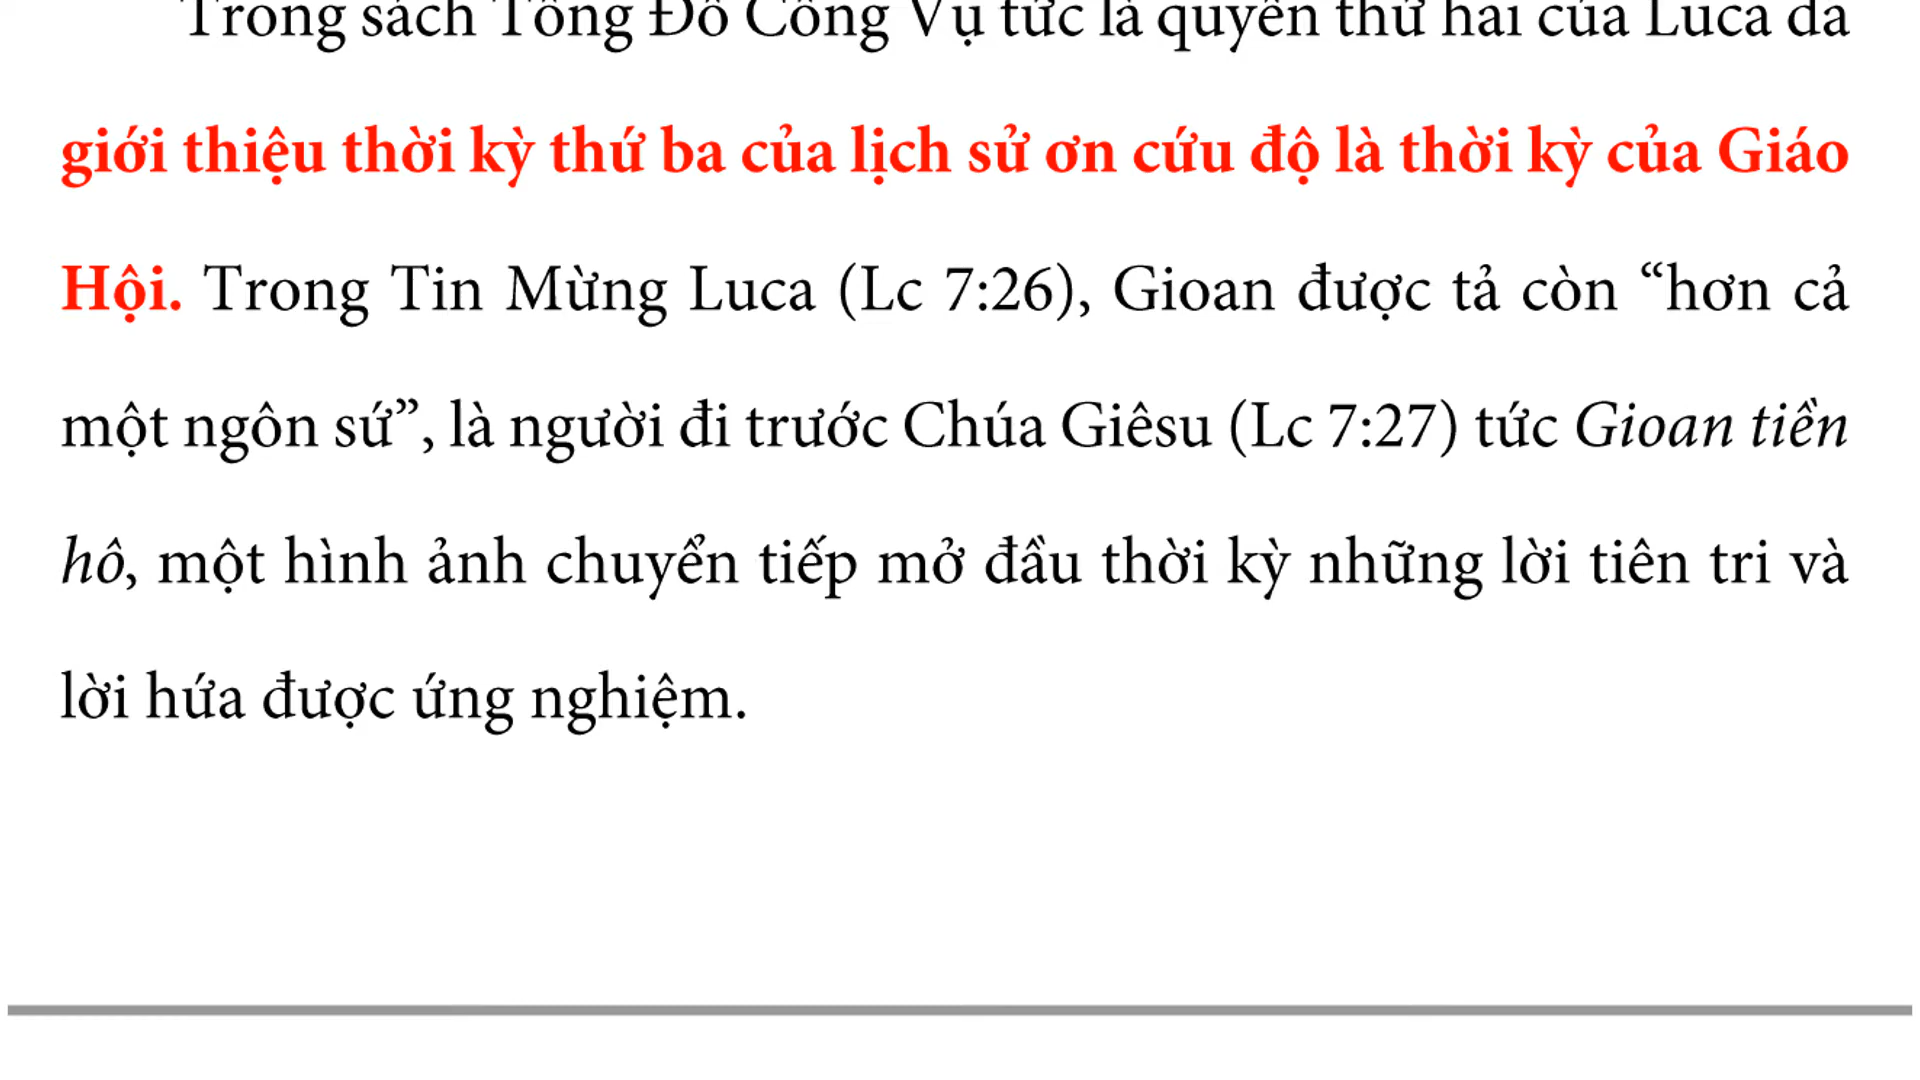 Trong sách Tông Đồ Công Vụ tức là quyển thứ hai của Luca đã
giới thiệu thời kỳ thứ ba của lịch sử ơn cứu độ là thời kỳ của Giáo
Hội. Trong Tin Mừng Luca (Lc 7:26), Gioan được tả còn “hơn cả
một ngôn sứ”, là người đi trước Chúa Giêsu (Lc 7:27) tức Gioan tiền
hô, một hình ảnh chuyển tiếp mở đầu thời kỳ những lời tiên tri và
lời hứa được ứng nghiệm.